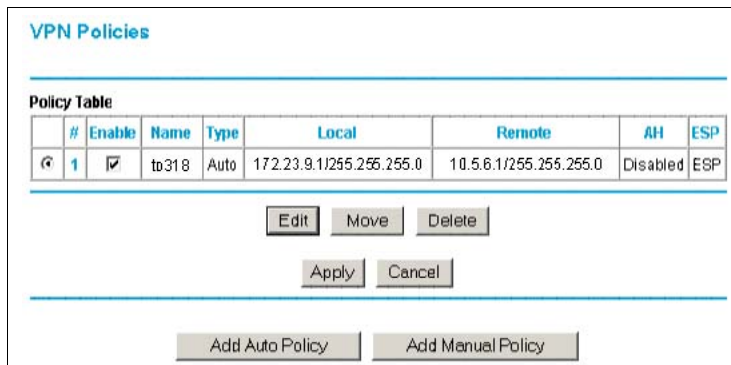 VPN Policies
Policy Table
# Enable Name Type Local Remote AH ESP
1 to318 Auto 172.23.9.1/255.255.255.0 10.5.6.1/255.255.255.0 Disabled ESP
Edit Move Delete
Apply Cancel
Add Auto Policy Add Manual Policy